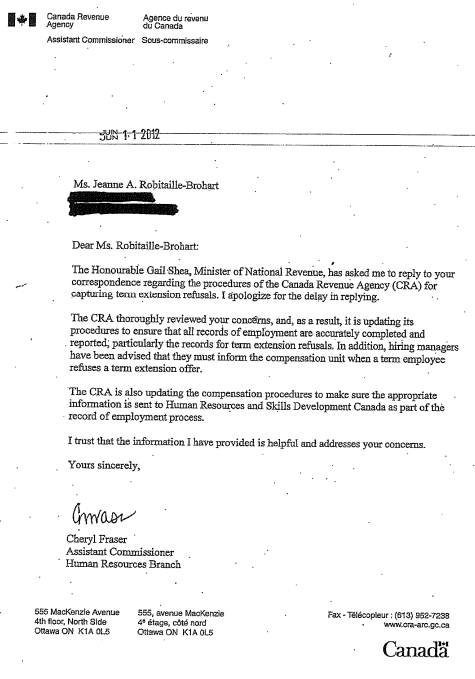 Canada Revenue Agence du revenu
Agency du Canada
Assistant Commissioner Sous-commissaire
JUN 11 2012
Ms. Jeanne A. Robitaille-Brohart
Dear Ms. Robitaille-Brohart:
The Honourable Gail Shea, Minister of National Revenue, has asked me to reply to your
correspondence regarding the procedures of the Canada Revenue Agency (CRA) for
capturing term extension refusals. I apologize for the delay in replying.
The CRA thoroughly reviewed your concerns, and, as a result, it is updating its
procedures to ensure that all records of employment are accurately completed and
reported, particularly the records for term extension refusals. In addition, hiring managers
have been advised that they must inform the compensation unit when a term employee
refuses a term extension offer.
The CRA is also updating the compensation procedures to make sure the appropriate
information is sent to Human Resources and Skills Development Canada as part of the
record of employment process.
I trust that the information I have provided is helpful and addresses your concerns.
Yours sincerely,
Cheryl Fraser
Assistant Commissioner
Human Resources Branch
555 MacKenzie Avenue 555, avenue MacKenzie Fax - Télécopieur : (613) 952-7238
4th floor, North Side 4e étage, côté nord www.cra-arc.gc.ca
Ottawa ON K1A 0L5 Ottawa ON K1A 0L5
Canada